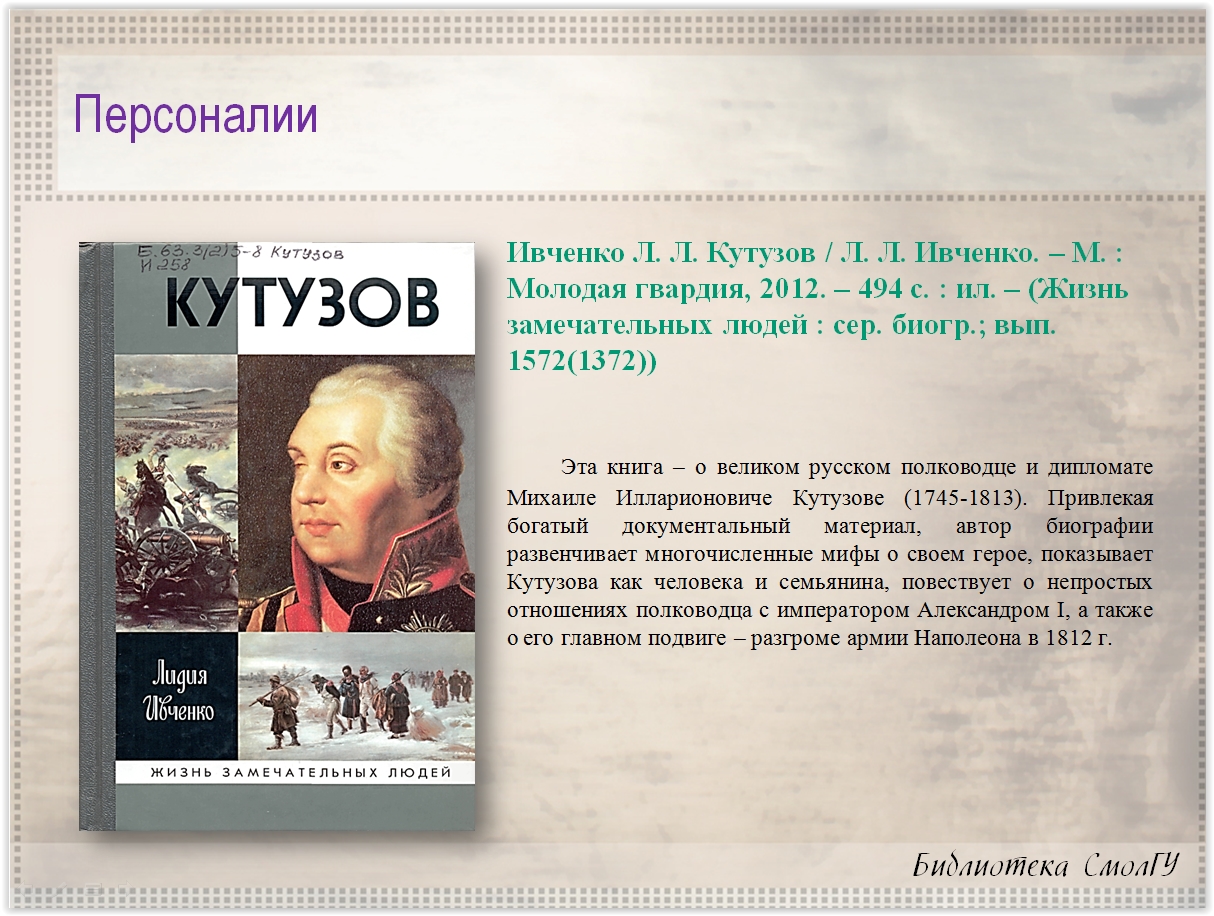 Персоналии
Б.63.3(2)5-8 Кутузов
И 258
КУТУЗОВ
Лидия
Ивченко
ЖИЗНЬ ЗАМЕЧАТЕЛЬНЫХ ЛЮДЕЙ
Ивченко Л. Л. Кутузов / Л. Л. Ивченко. – М. :
Молодая гвардия, 2012. – 494 с. : ил. – (Жизнь
замечательных людей : сер. биогр.; вып.
1572(1372))
Эта книга – о великом русском полководце и дипломате
Михаиле Илларионовиче Кутузове (1745-1813). Привлекая
богатый документальный материал, автор биографии
развенчивает многочисленные мифы о своем герое, показывает
Кутузова как человека и семьянина, повествует о непростых
отношениях полководца с императором Александром I, а также
о его главном подвиге – разгроме армии Наполеона в 1812 г.
Библиотека СмолГУ